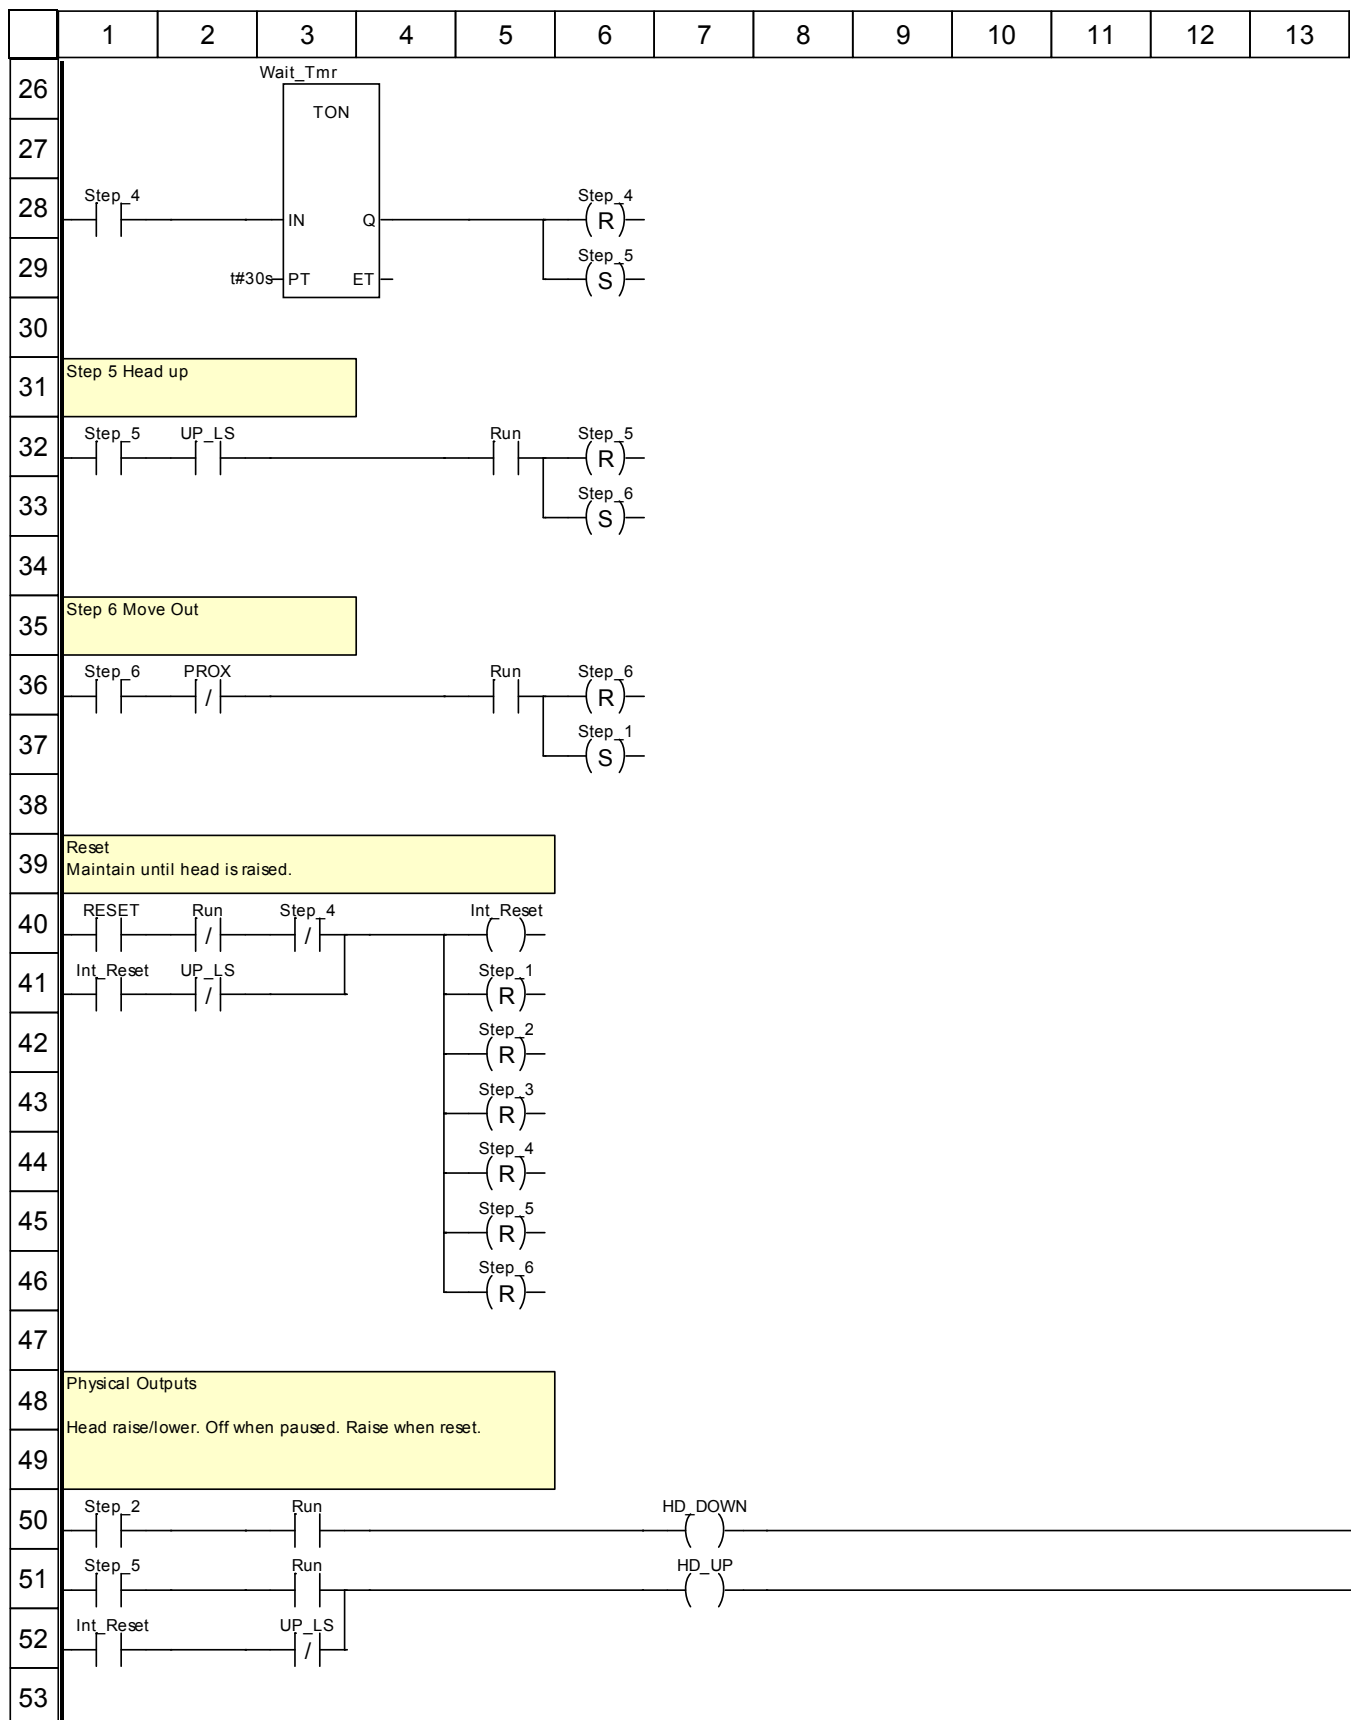 1 2 3 4 5 6 7 8 9 10 11 12 13
26
Wait_Tmr
TON
27
28
Step_4
IN Q
Step_4
R
29
t#30s PT ET
Step_5
S
30
31
Step 5 Head up
32
Step_5 UP_LS Run Step_5
R
33
Step_6
S
34
35
Step 6 Move Out
36
Step_6 PROX Run Step_6
/ R
37
Step_1
S
38
39
Reset
Maintain until head is raised.
40
RESET Run Step_4 Int_Reset
/ /
41
Int_Reset UP_LS Step_1
/ R
42
Step_2
R
43
Step_3
R
44
Step_4
R
45
Step_5
R
46
Step_6
R
47
48
Physical Outputs
Head raise/lower. Off when paused. Raise when reset.
49
50
Step_2 Run HD_DOWN
51
Step_5 Run HD_UP
52
Int_Reset UP_LS
/
53